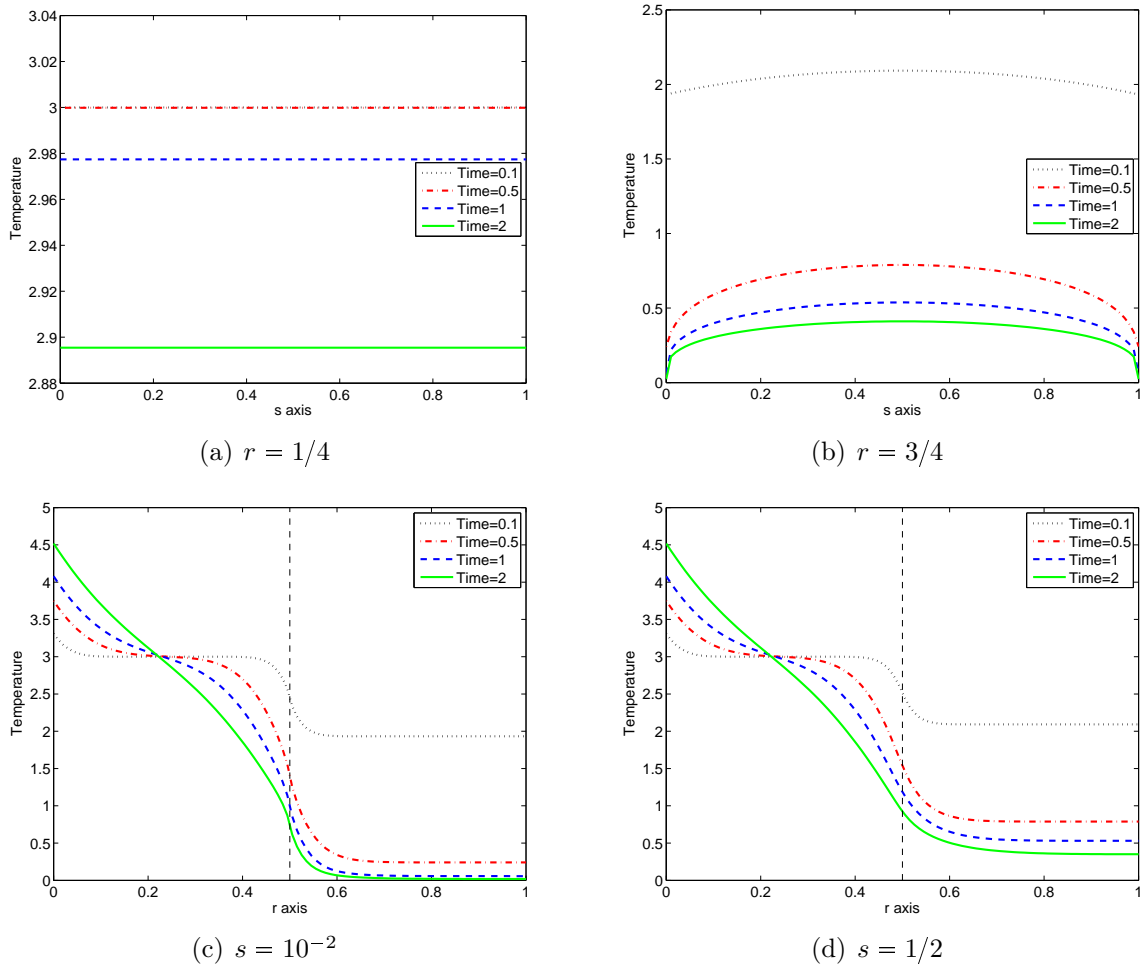 3.04
3.02
3
2.98
2.96
2.94
2.92
2.9
2.88
Temperature
0 0.2 0.4 0.6 0.8 1
s axis
Time=0.1
Time=0.5
Time=1
Time=2
(a) r = 1/4
2.5
2
1.5
1
0.5
0
Temperature
0 0.2 0.4 0.6 0.8 1
s axis
Time=0.1
Time=0.5
Time=1
Time=2
(b) r = 3/4
5
4.5
4
3.5
3
2.5
2
1.5
1
0.5
0
Temperature
0 0.2 0.4 0.6 0.8 1
r axis
Time=0.1
Time=0.5
Time=1
Time=2
(c) s = 10⁻²
5
4.5
4
3.5
3
2.5
2
1.5
1
0.5
0
Temperature
0 0.2 0.4 0.6 0.8 1
r axis
Time=0.1
Time=0.5
Time=1
Time=2
(d) s = 1/2